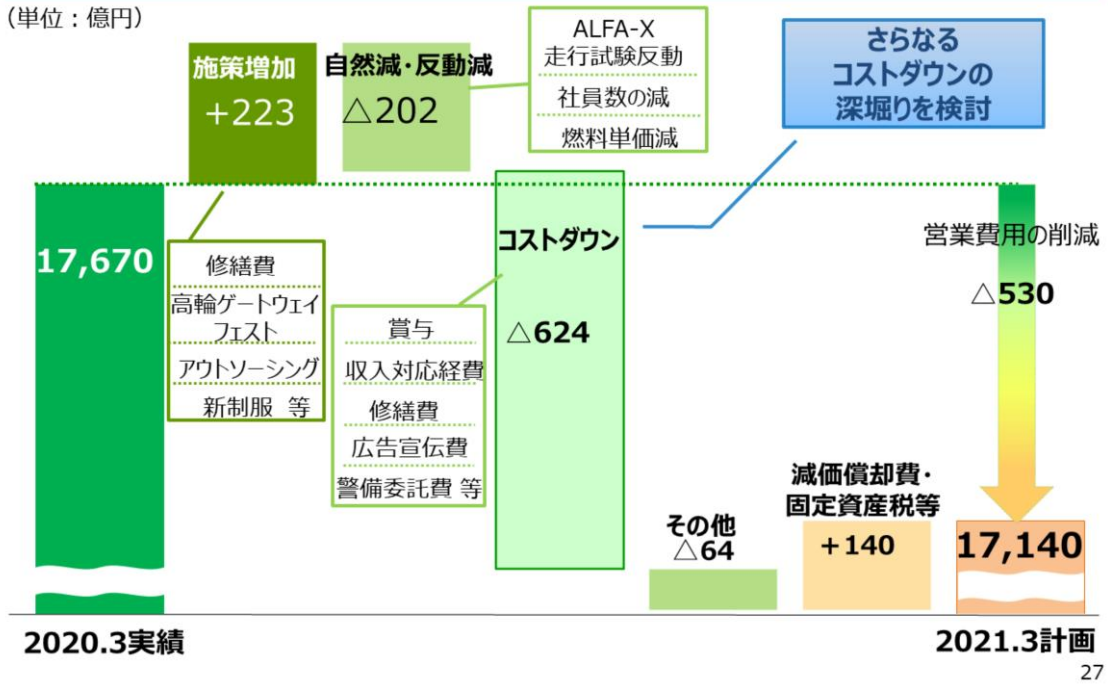 （単位：億円）
施策増加
+223
自然減･反動減
△202
ALFA-X
走行試験反動
社員数の減
燃料単価減
さらなる
コストダウンの
深堀りを検討
17,670
修繕費
高輪ゲートウェイ
フェスト
アウトソーシング
新制服 等
賞与
収入対応経費
修繕費
広告宣伝費
警備委託費 等
コストダウン
△624
営業費用の削減
△530
その他
△64
減価償却費･
固定資産税等
+140
17,140
2020.3実績
2021.3計画
27